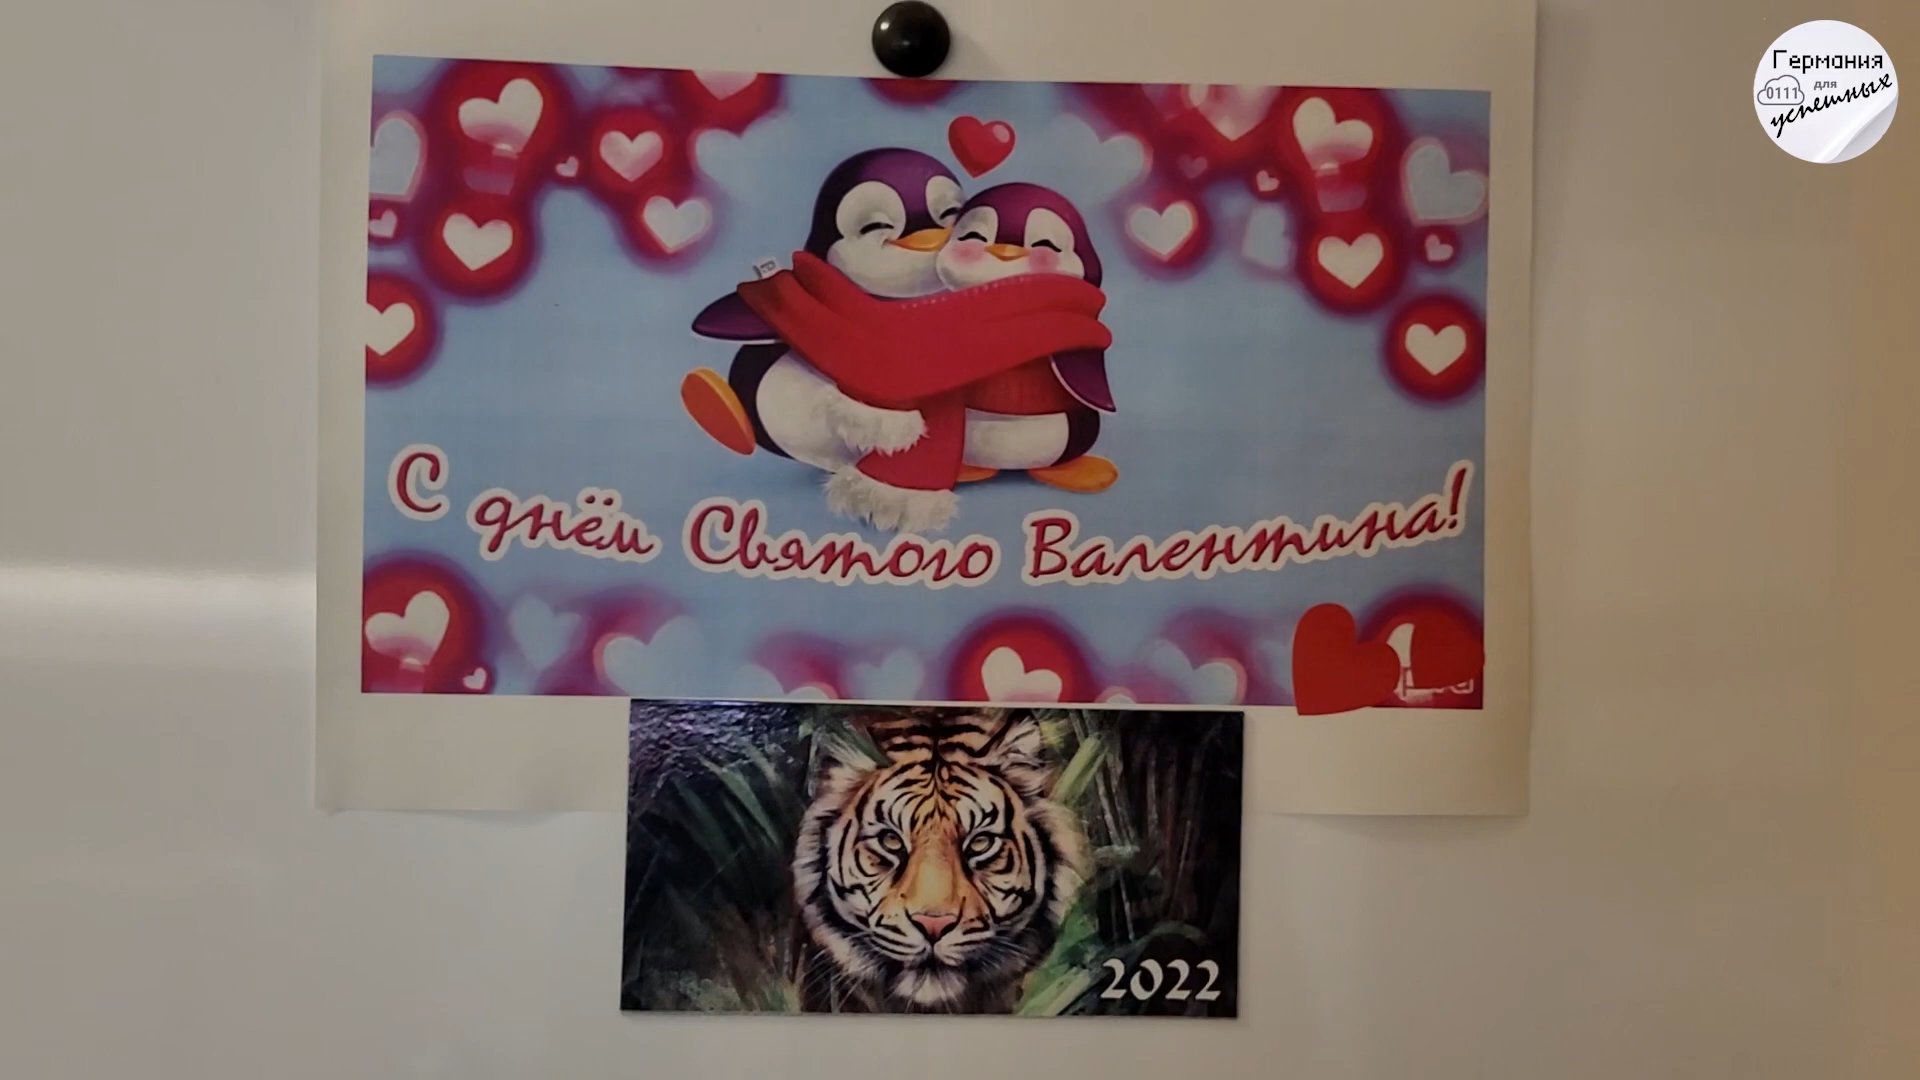 Германия
0111 для
успешных
С днём Святого Валентина!
2022